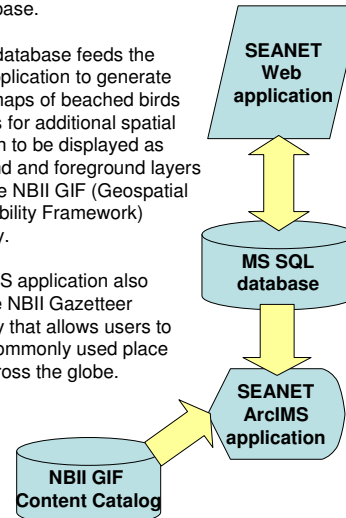 base.
database feeds the
pplication to generate
naps of beached birds
s for additional spatial
n to be displayed as
nd and foreground layers
e NBII GIF (Geospatial
bility Framework)
y.
S application also
e NBII Gazetteer
y that allows users to
ommonly used place
ross the globe.
SEANET
Web
application
MS SQL
database
SEANET
ArcIMS
application
NBII GIF
Content Catalog